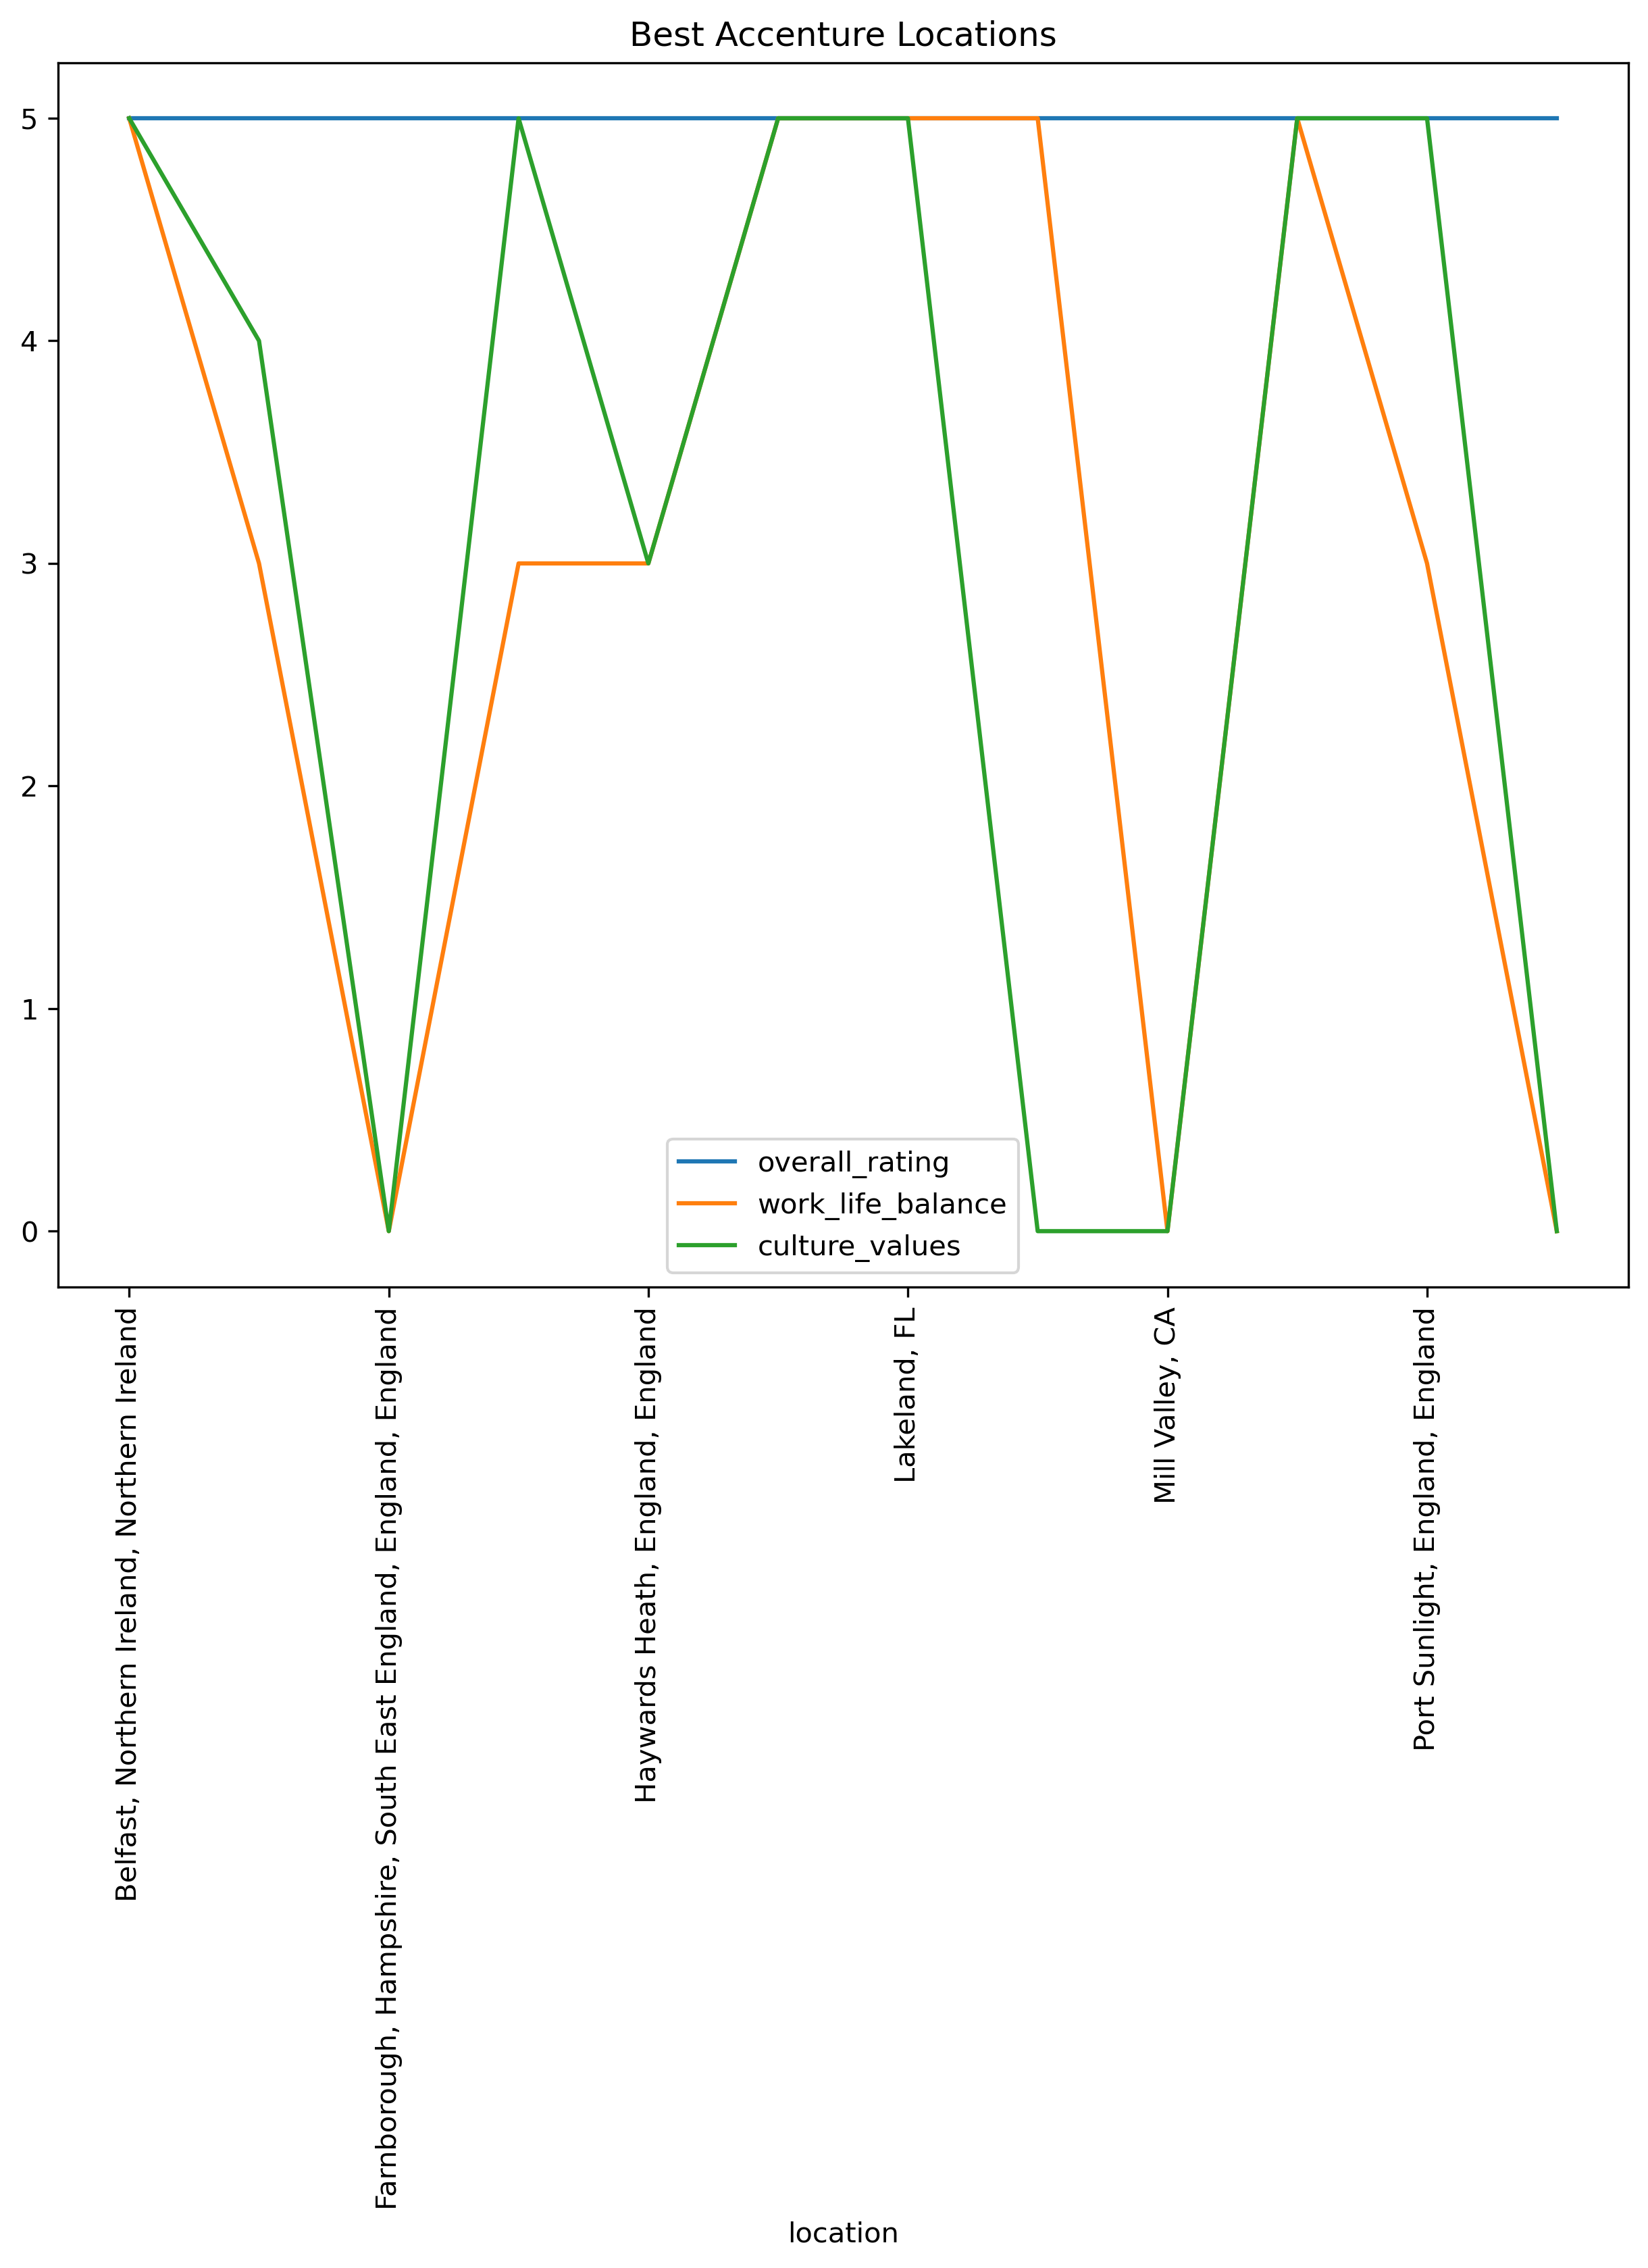 Best Accenture Locations
5
4
3
2
1
0
overall_rating
work_life_balance
culture_values
Belfast, Northern Ireland, Northern Ireland
Farnborough, Hampshire, South East England, England, England
Haywards Heath, England, England
Lakeland, FL
Mill Valley, CA
Port Sunlight, England, England
location